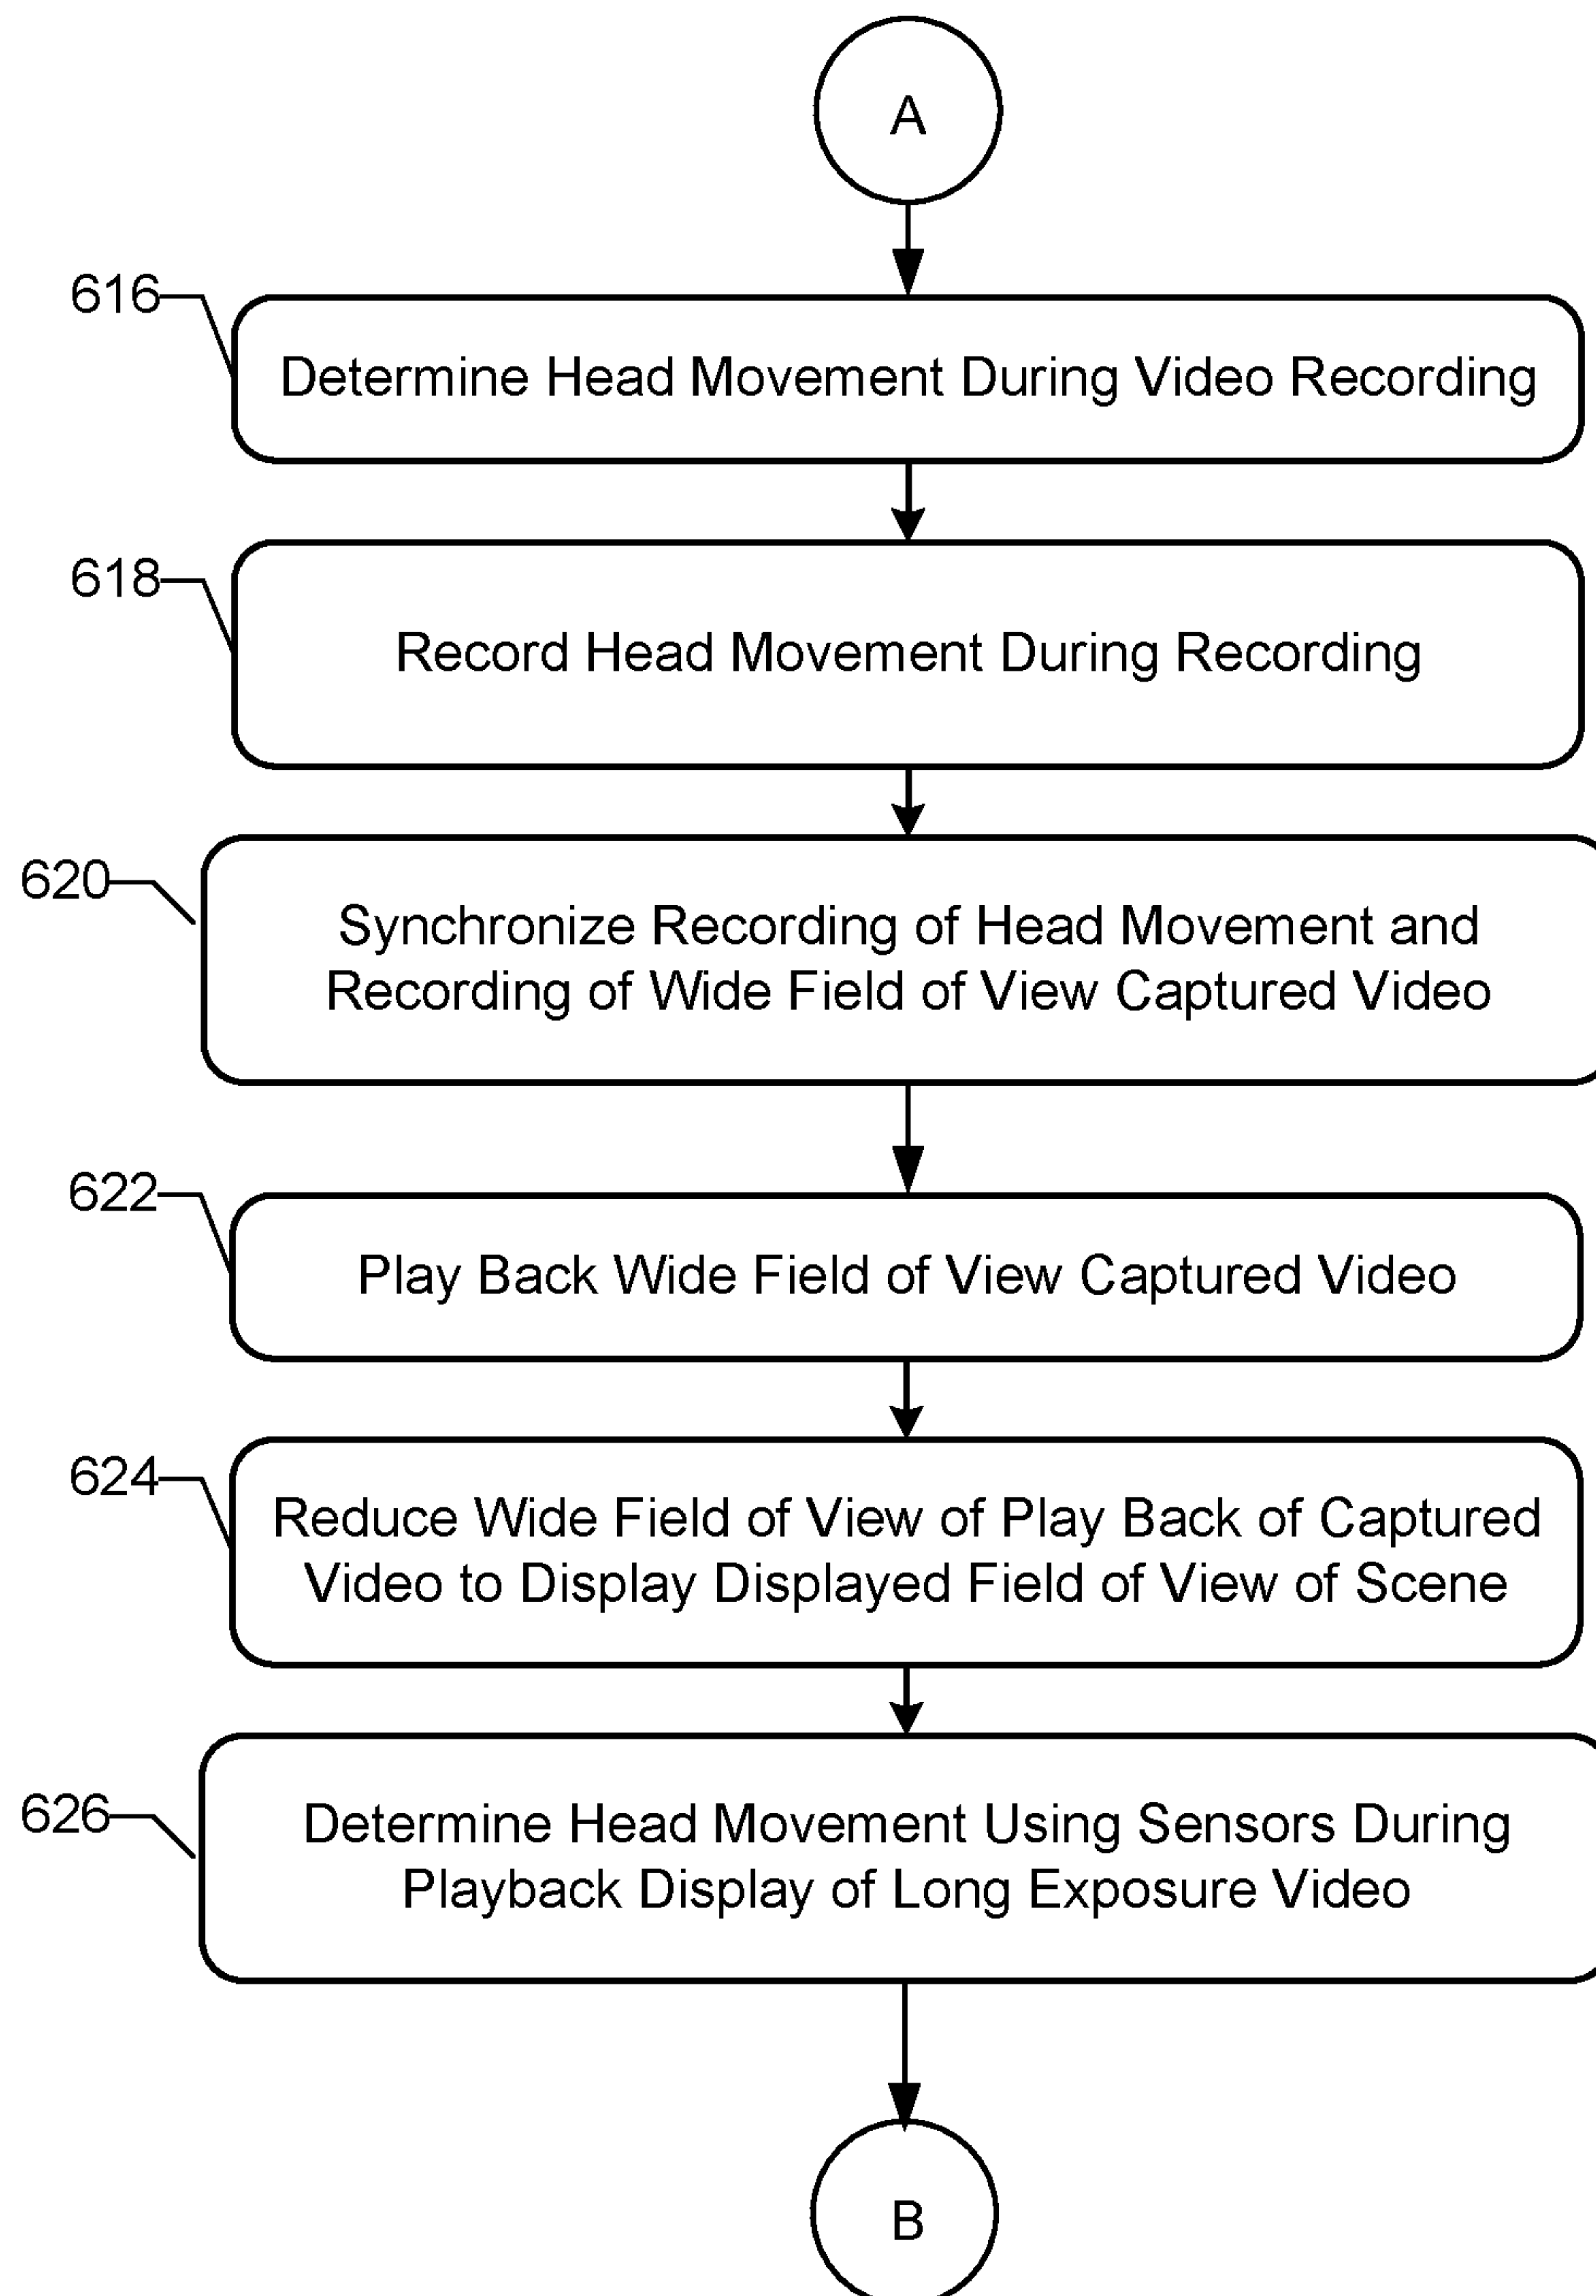 A
616
Determine Head Movement During Video Recording
618
Record Head Movement During Recording
620
Synchronize Recording of Head Movement and
Recording of Wide Field of View Captured Video
622
Play Back Wide Field of View Captured Video
624
Reduce Wide Field of View of Play Back of Captured
Video to Display Displayed Field of View of Scene
626
Determine Head Movement Using Sensors During
Playback Display of Long Exposure Video
B